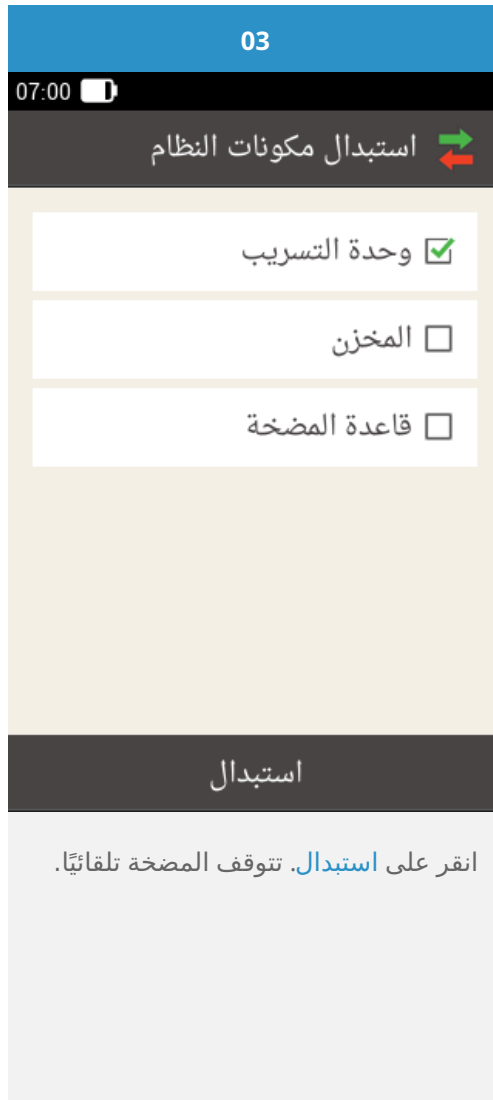 03
07:00
استبدال مكونات النظام
وحدة التسريب
المخزن
قاعدة المضخة
استبدال
انقر على استبدال. تتوقف المضخة تلقائيًا.